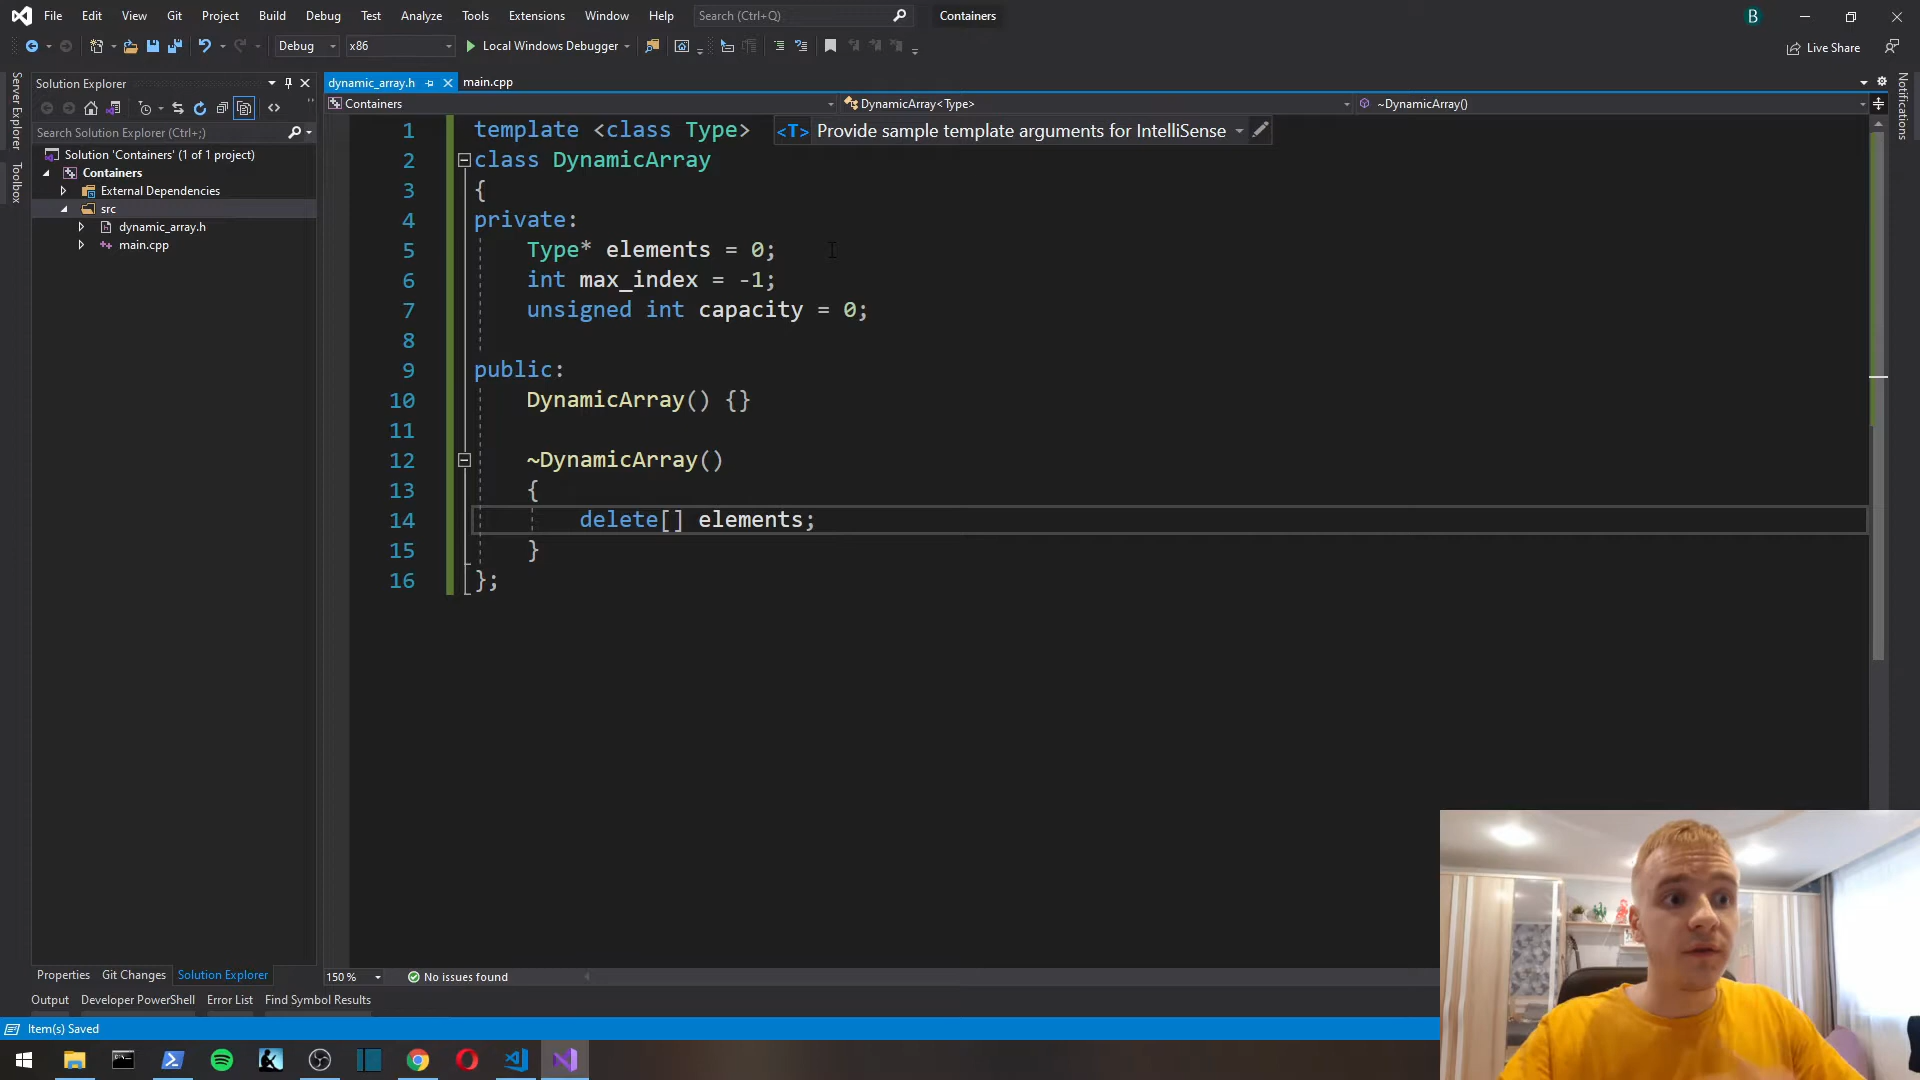 File Edit View Git Project Build Debug Test Analyze Tools Extensions Window Help Search (Ctrl+Q) Containers B
Debug x86 Local Windows Debugger Live Share
Server Explorer
Toolbox
Solution Explorer
Search Solution Explorer (Ctrl+;)
Solution 'Containers' (1 of 1 project)
Containers
External Dependencies
src
dynamic_array.h
main.cpp
Properties Git Changes Solution Explorer
dynamic_array.h main.cpp
Containers DynamicArray<Type> ~DynamicArray()
1 template <class Type> <T> Provide sample template arguments for IntelliSense
2 class DynamicArray
3 {
4 private:
5 Type* elements = 0;
6 int max_index = -1;
7 unsigned int capacity = 0;
8
9 public:
10 DynamicArray() {}
11
12 ~DynamicArray()
13 {
14 delete[] elements;
15 }
16 };
Notifications
150 % No issues found
Output Developer PowerShell Error List Find Symbol Results
Item(s) Saved